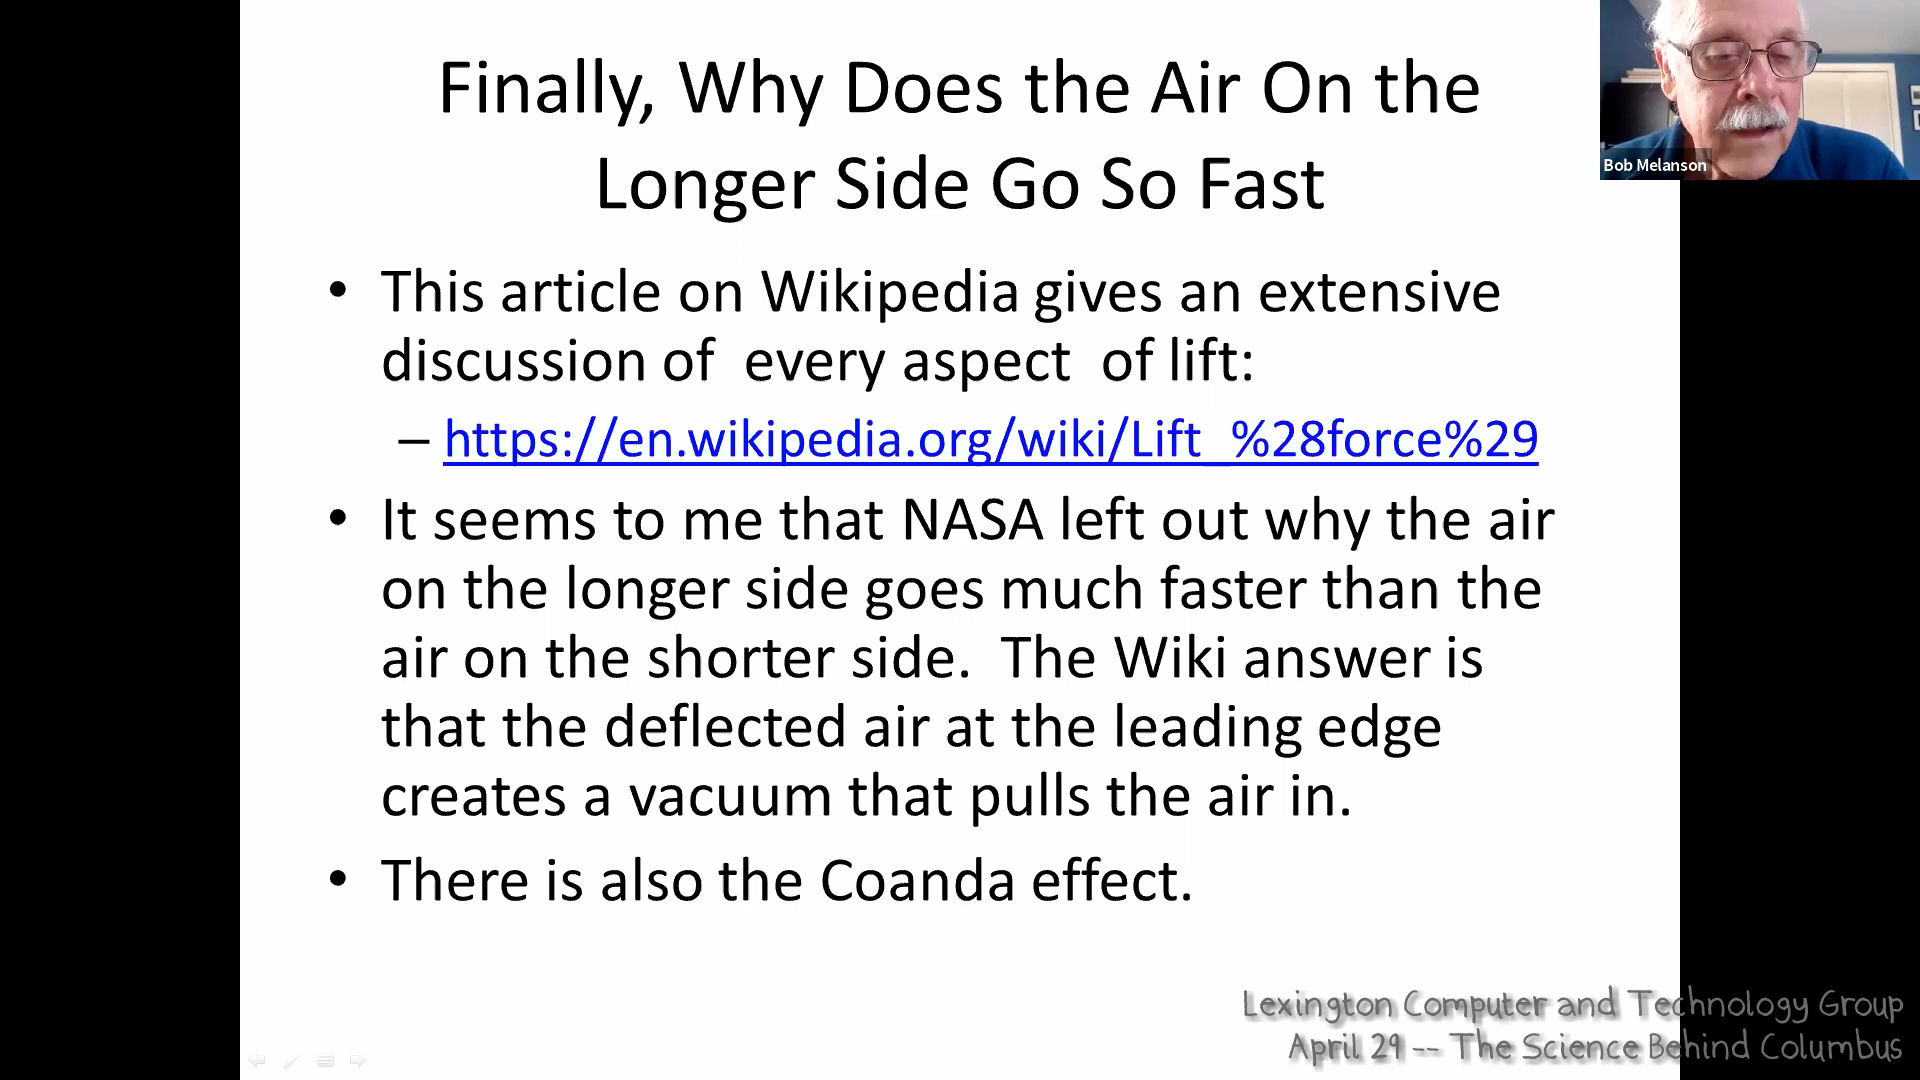 Finally, Why Does the Air On the
Longer Side Go So Fast
• This article on Wikipedia gives an extensive
discussion of  every aspect  of lift:
– https://en.wikipedia.org/wiki/Lift_%28force%29
• It seems to me that NASA left out why the air
on the longer side goes much faster than the
air on the shorter side.  The Wiki answer is
that the deflected air at the leading edge
creates a vacuum that pulls the air in.
• There is also the Coanda effect.
Bob Melanson
Lexington Computer and Technology Group
April 29 -- The Science Behind Columbus